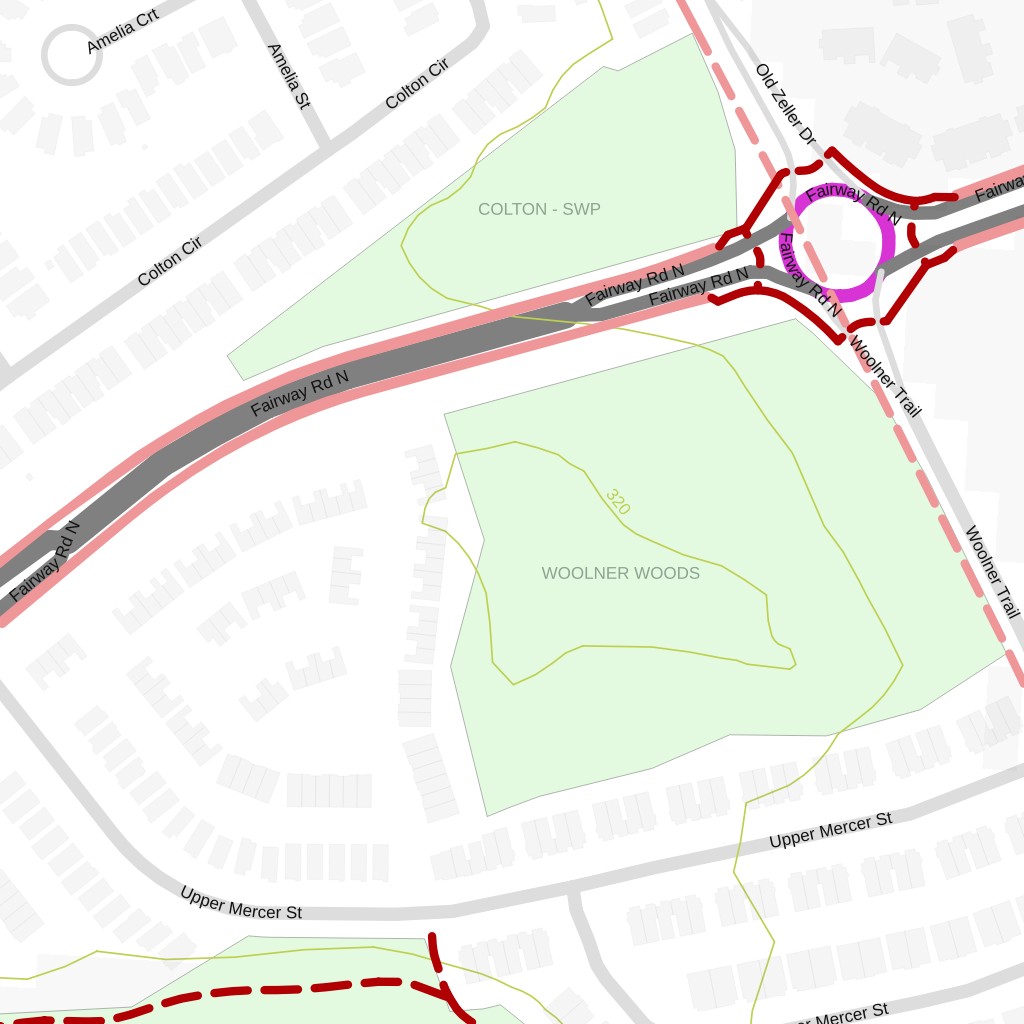 Amelia Crt
Amelia St
Colton Cir
Old Zeller Dr
Colton Cir
COLTON - SWP
Fairway Rd N
Fairway Rd N
Fairway Rd N
Fairway Rd N
Fairway Rd N
Fairway Rd N
Woolner Trail
Fairway Rd N
320
WOOLNER WOODS
Woolner Trail
Upper Mercer St
Upper Mercer St
Mercer St